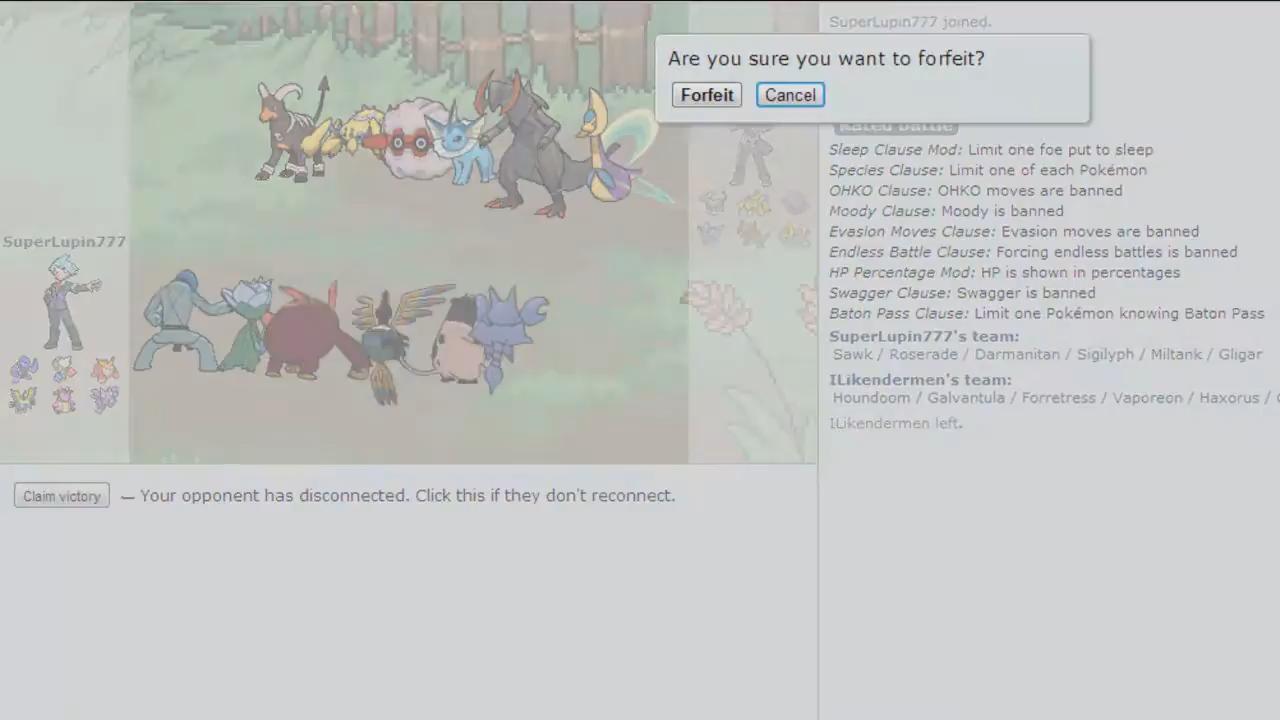 SuperLupin777 joined.
Are you sure you want to forfeit?
Forfeit Cancel
Rated battle
Sleep Clause Mod: Limit one foe put to sleep
Species Clause: Limit one of each Pokémon
OHKO Clause: OHKO moves are banned
Moody Clause: Moody is banned
Evasion Moves Clause: Evasion moves are banned
Endless Battle Clause: Forcing endless battles is banned
HP Percentage Mod: HP is shown in percentages
Swagger Clause: Swagger is banned
Baton Pass Clause: Limit one Pokémon knowing Baton Pass
SuperLupin777's team:
Sawk / Roserade / Darmanitan / Sigilyph / Miltank / Gligar
ILikendermen's team:
Houndoom / Galvantula / Forretress / Vaporeon / Haxorus /
ILikendermen left.
SuperLupin777
Claim victory — Your opponent has disconnected. Click this if they don't reconnect.